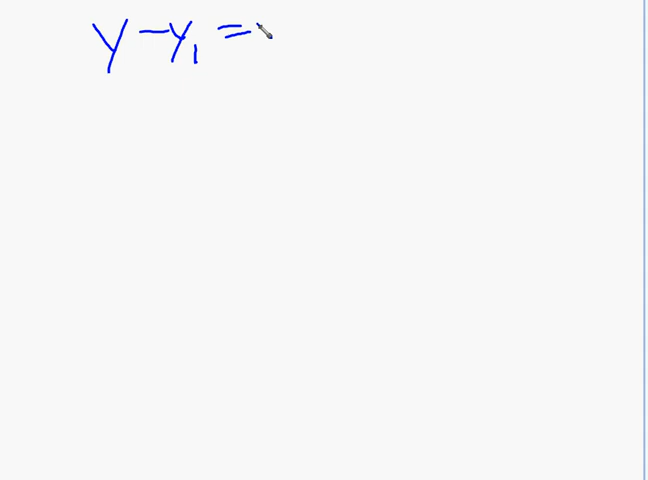 y - y₁ =